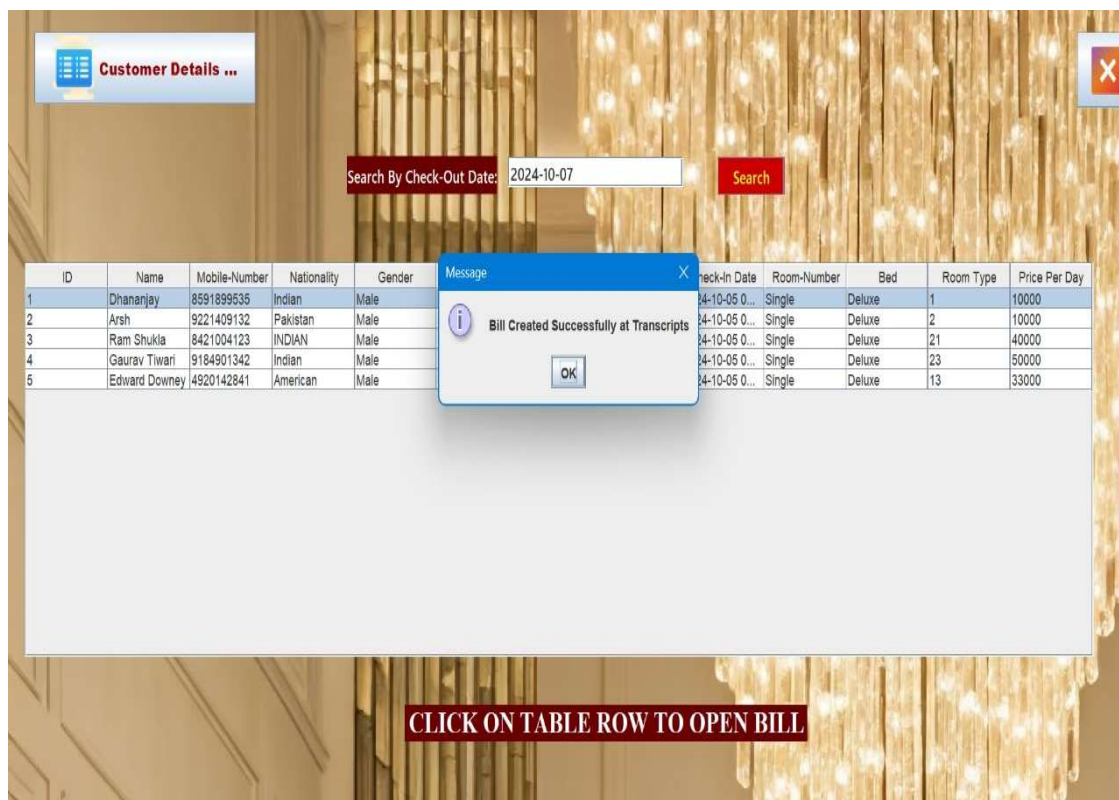 Customer Details ...
X
Search By Check-Out Date: 2024-10-07 Search
ID Name Mobile-Number Nationality Gender Date Room-Number Bed Room Type Price Per Day
Message X
1 Dhananjay 8591899535 Indian Male Single Deluxe 1 10000
2 Arsh 9221409132 Pakistan Male Single Deluxe 2 10000
3 Ram Shukla 8421004123 INDIAN Male Single Deluxe 21 40000
4 Gaurav Tiwari 9184901342 Indian Male Single Deluxe 23 50000
5 Edward Downey 4920142841 American Male Single Deluxe 13 33000
Bill Created Successfully at Transcripts
OK
CLICK ON TABLE ROW TO OPEN BILL